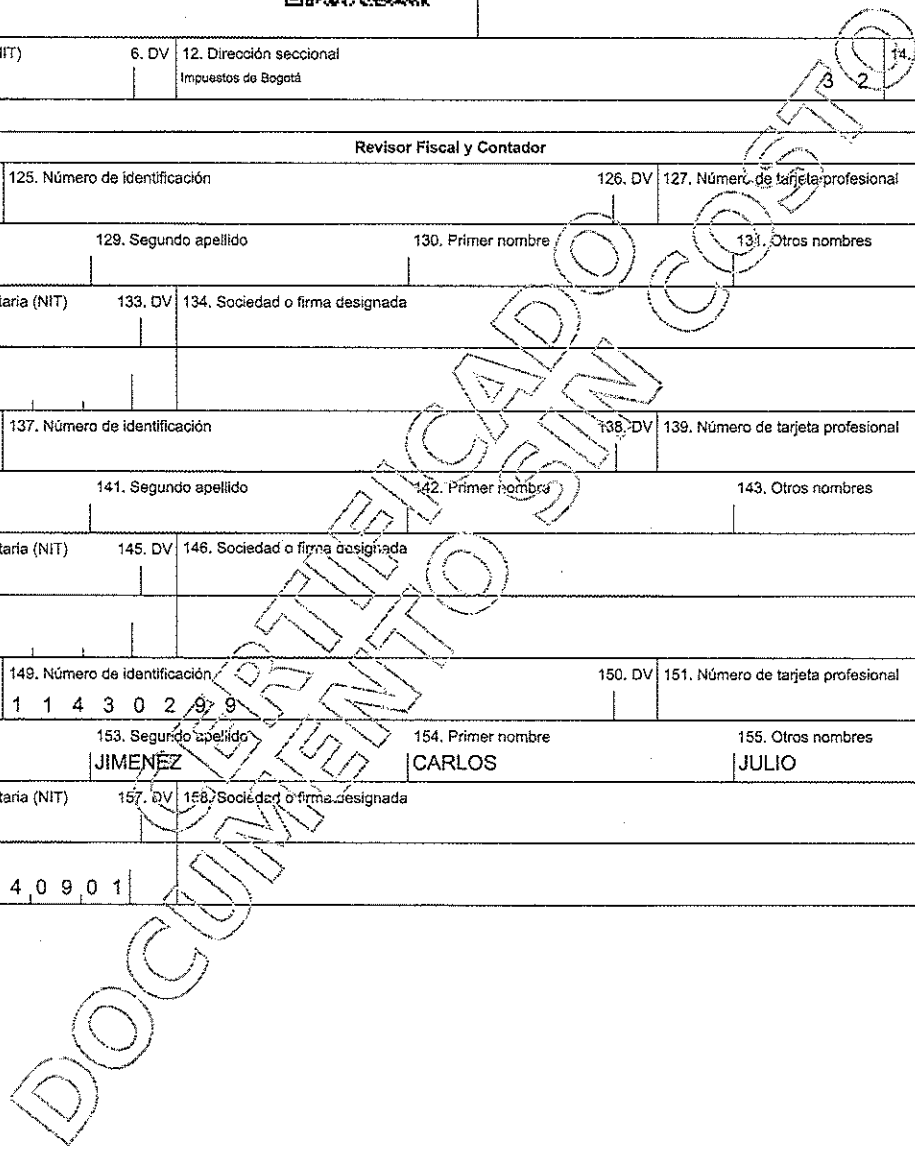 IIT) 6. DV 12. Dirección seccional 14.
Impuestos de Bogotá 3 2
Revisor Fiscal y Contador
125. Número de identificación 126. DV 127. Número de tarjeta profesional
129. Segundo apellido 130. Primer nombre 131. Otros nombres
taria (NIT) 133. DV 134. Sociedad o firma designada
137. Número de identificación 138. DV 139. Número de tarjeta profesional
141. Segundo apellido 142. Primer nombre 143. Otros nombres
taria (NIT) 145. DV 146. Sociedad o firma designada
149. Número de identificación 150. DV 151. Número de tarjeta profesional
1 1 4 3 0 2 9 9
153. Segundo apellido 154. Primer nombre 155. Otros nombres
JIMENEZ CARLOS JULIO
taria (NIT) 157. DV 158. Sociedad o firma designada
4 0 9 0 1
CERTIFICADO
DOCUMENTO SIN COSTO